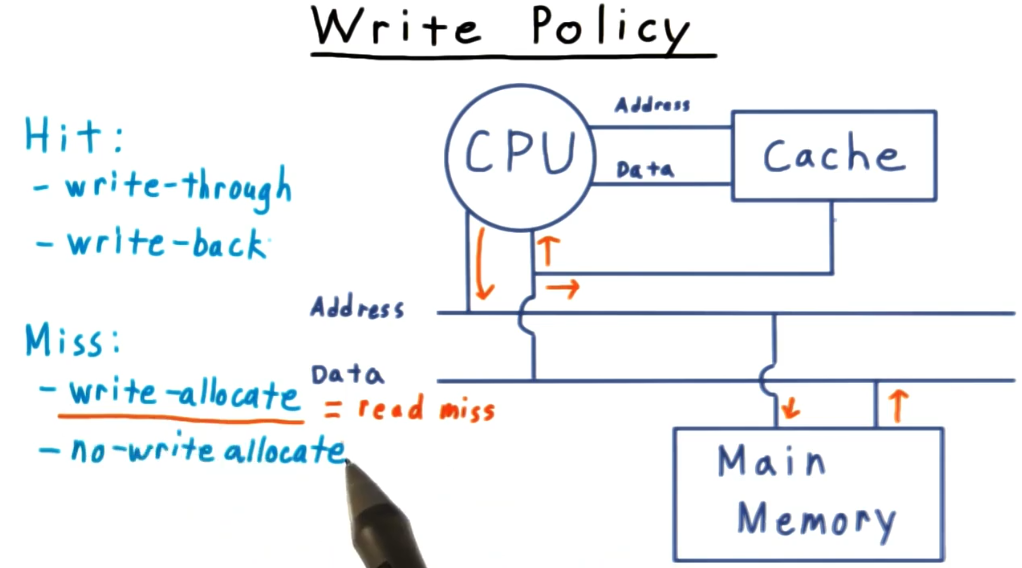 Write Policy
Hit:
- write-through
- write-back
Miss:
- write-allocate = read miss
- no-write allocate
CPU
Address
Data
Cache
Address
Data
Main
Memory